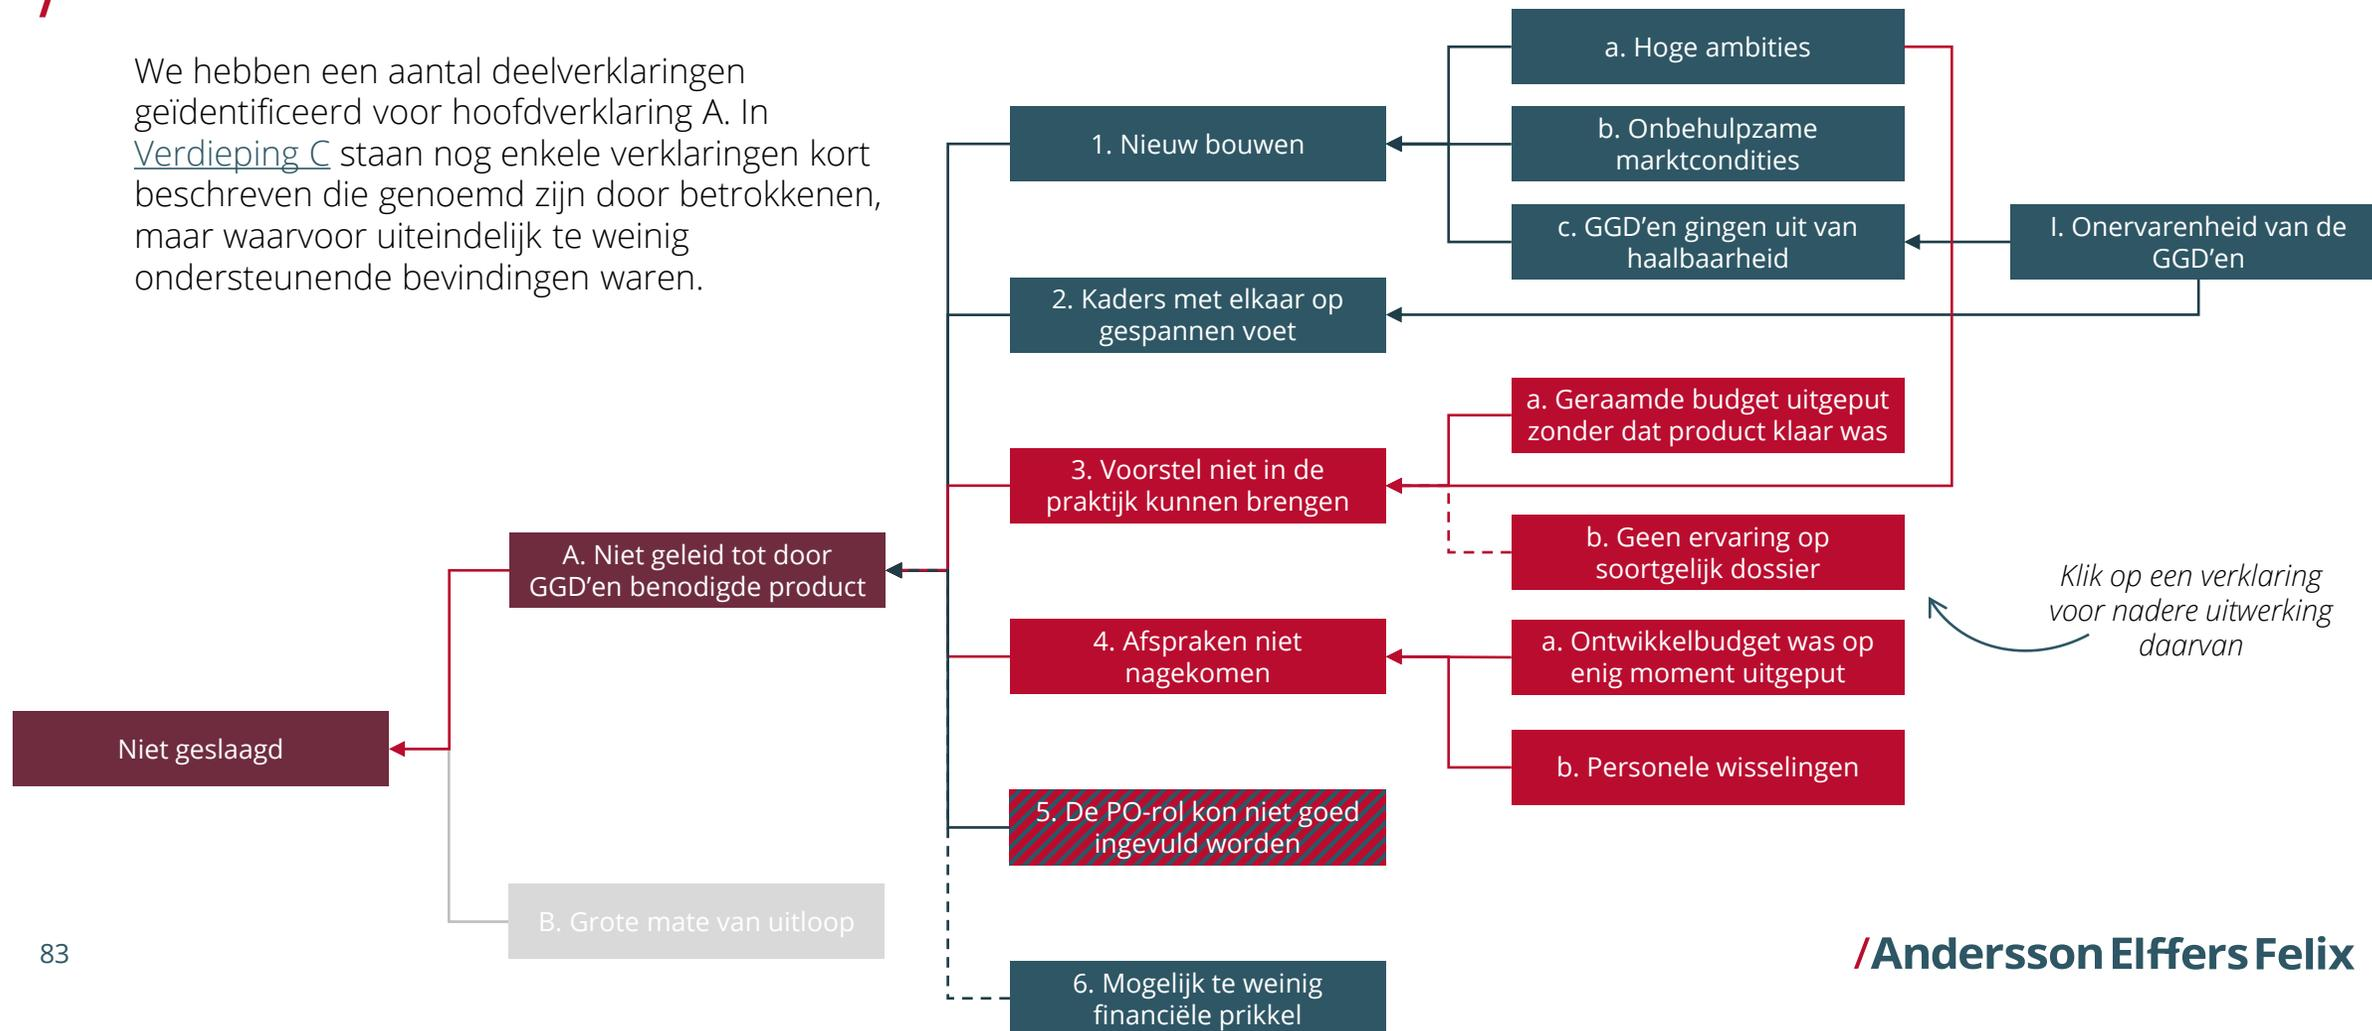 We hebben een aantal deelverklaringen
geïdentificeerd voor hoofdverklaring A. In
Verdieping C staan nog enkele verklaringen kort
beschreven die genoemd zijn door betrokkenen,
maar waarvoor uiteindelijk te weinig
ondersteunende bevindingen waren.
Niet geslaagd
A. Niet geleid tot door
GGD’en benodigde product
B. Grote mate van uitloop
1. Nieuw bouwen
a. Hoge ambities
b. Onbehulpzame
marktcondities
c. GGD’en gingen uit van
haalbaarheid
I. Onervarenheid van de
GGD’en
2. Kaders met elkaar op
gespannen voet
3. Voorstel niet in de
praktijk kunnen brengen
a. Geraamde budget uitgeput
zonder dat product klaar was
b. Geen ervaring op
soortgelijk dossier
4. Afspraken niet
nagekomen
a. Ontwikkelbudget was op
enig moment uitgeput
b. Personele wisselingen
5. De PO-rol kon niet goed
ingevuld worden
6. Mogelijk te weinig
financiële prikkel
Klik op een verklaring
voor nadere uitwerking
daarvan
83
/Andersson Elffers Felix